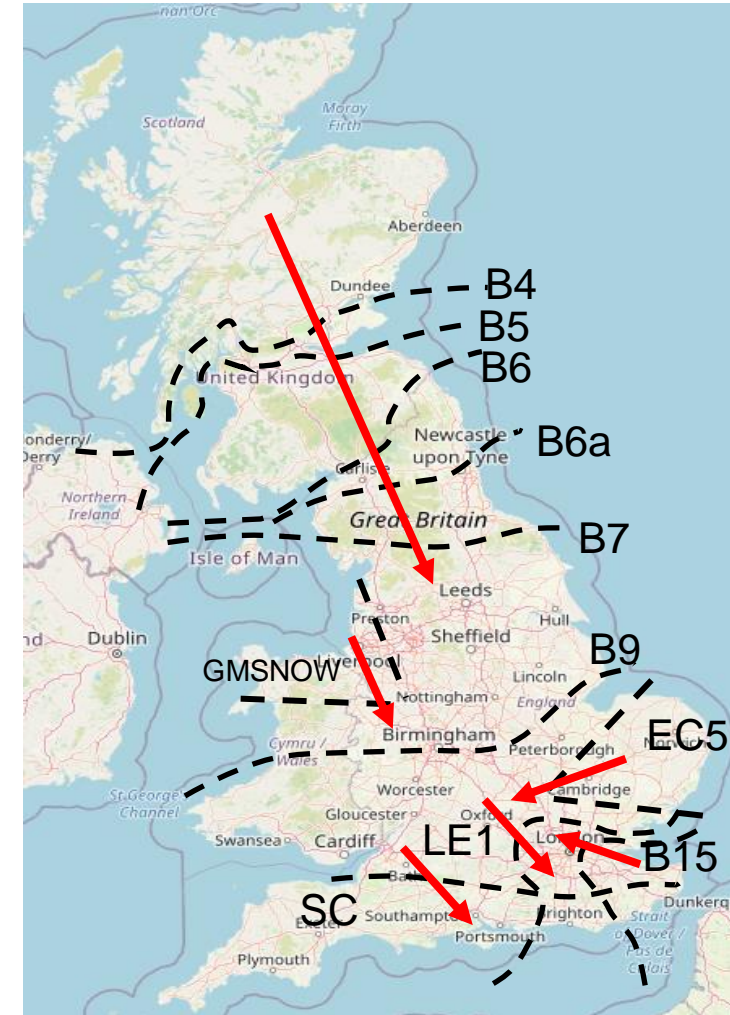 nan Orc
Moray
Firth
Scotland
Aberdeen
Dundee
B4
B5
B6
United Kingdom
onderry/
Derry
Newcastle
upon Tyne
B6a
Carlisle
Northern
Ireland
Great Britain
B7
Isle of Man
Leeds
Preston
Hull
nd
Dublin
Sheffield
Liverpool
GMSNOW
B9
Lincoln
Nottingham
England
Birmingham
EC5
Norwich
Cymru /
Wales
Peterborough
St George's
Channel
Worcester
Cambridge
Gloucester
Oxford
Swansea
Cardiff
LE1
London
B15
Bath
SC
Southampton
Brighton
Dunkerq
Exeter
Portsmouth
Strait
of Dover /
Pas de
Calais
Plymouth